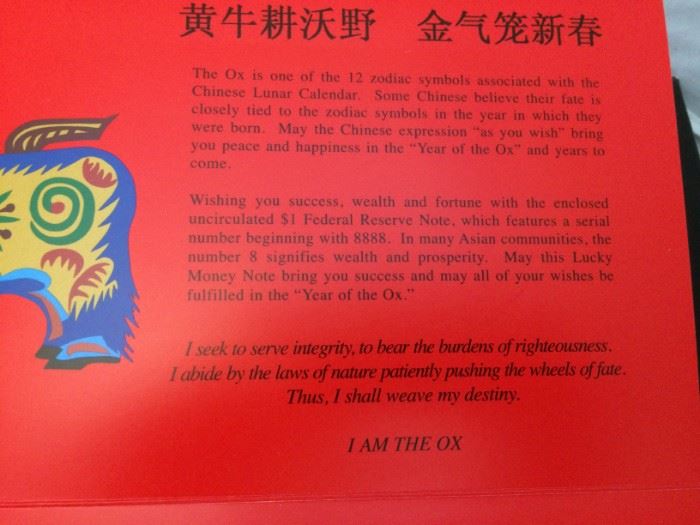 黄牛耕沃野 金气笼新春
The Ox is one of the 12 zodiac symbols associated with the
Chinese Lunar Calendar. Some Chinese believe their fate is
closely tied to the zodiac symbols in the year in which they
were born. May the Chinese expression "as you wish" bring
you peace and happiness in the "Year of the Ox" and years to
come.
Wishing you success, wealth and fortune with the enclosed
uncirculated $1 Federal Reserve Note, which features a serial
number beginning with 8888. In many Asian communities, the
number 8 signifies wealth and prosperity. May this Lucky
Money Note bring you success and may all of your wishes be
fulfilled in the "Year of the Ox."
I seek to serve integrity, to bear the burdens of righteousness.
I abide by the laws of nature patiently pushing the wheels of fate.
Thus, I shall weave my destiny.
I AM THE OX